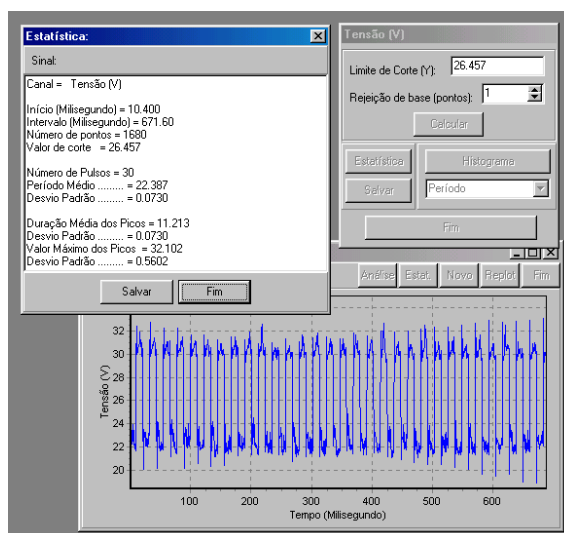 Estatística:
Sinal:
Canal = Tensão (V)
Início (Milisegundo) = 10.400
Intervalo (Milisegundo) = 671.60
Número de pontos = 1680
Valor de corte = 26.457
Número de Pulsos = 30
Período Médio ......... = 22.387
Desvio Padrão ......... = 0.0730
Duração Média dos Picos = 11.213
Desvio Padrão ......... = 0.0730
Valor Máximo dos Picos = 32.102
Desvio Padrão ......... = 0.5602
Salvar Fim
Tensão (V)
Limite de Corte (Y): 26.457
Rejeição de base (pontos): 1
Calcular
Estatística Histograma
Salvar Período
Fim
Análise Estat. Novo Replot Fim
32
30
28
26
24
22
20
Tensão (V)
100 200 300 400 500 600
Tempo (Milisegundo)